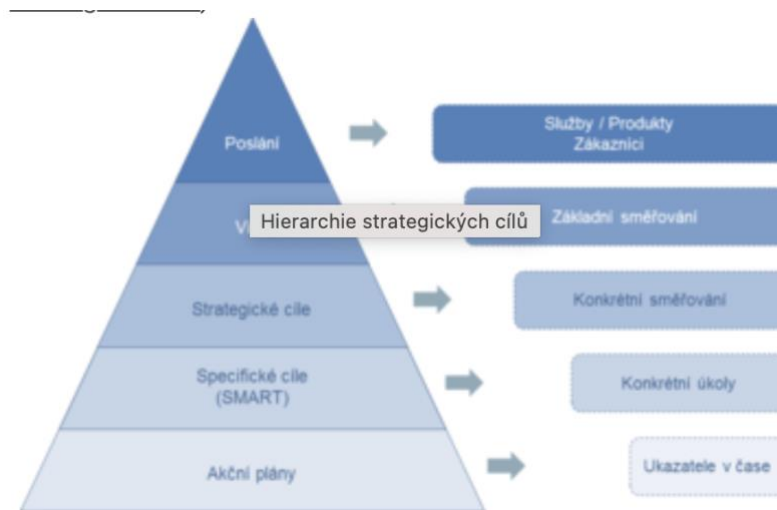 Poslání
Služby / Produkty
Zákazníci
Hierarchie strategických cílů
Základní směřování
Strategické cíle
Konkrétní směřování
Specifické cíle
(SMART)
Konkrétní úkoly
Akční plány
Ukazatele v čase